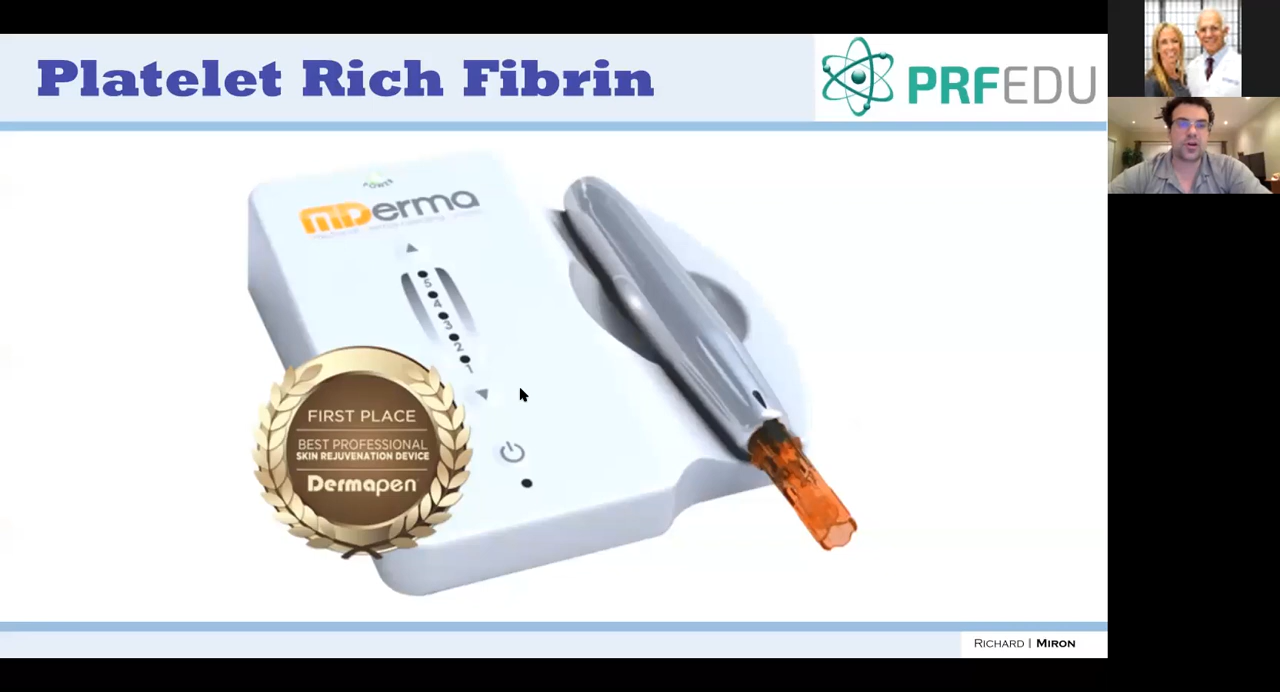 Platelet Rich Fibrin
PRFEDU
POWER
MDerma
5
4
3
2
1
FIRST PLACE
BEST PROFESSIONAL
SKIN REJUVENATION DEVICE
Dermapen
RICHARD | MIRON